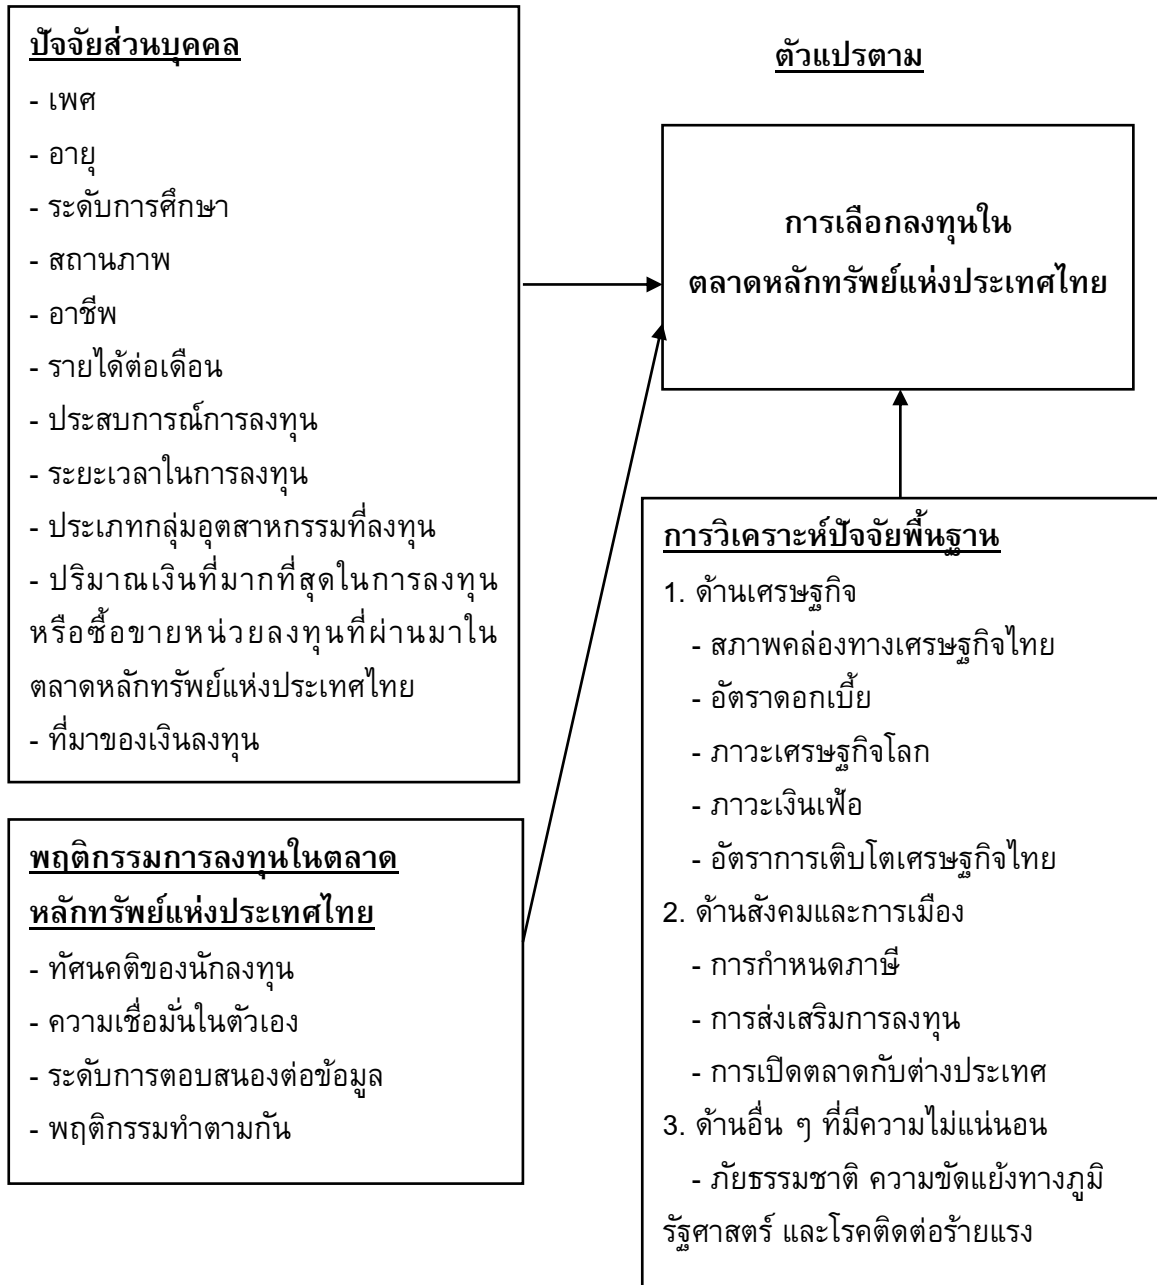 ปัจจัยส่วนบุคคล
- เพศ
- อายุ
- ระดับการศึกษา
- สถานภาพ
- อาชีพ
- รายได้ต่อเดือน
- ประสบการณ์การลงทุน
- ระยะเวลาในการลงทุน
- ประเภทกลุ่มอุตสาหกรรมที่ลงทุน
- ปริมาณเงินที่มากที่สุดในการลงทุน
หรือซื้อขายหน่วยลงทุนที่ผ่านมาใน
ตลาดหลักทรัพย์แห่งประเทศไทย
- ที่มาของเงินลงทุน
พฤติกรรมการลงทุนในตลาด
หลักทรัพย์แห่งประเทศไทย
- ทัศนคติของนักลงทุน
- ความเชื่อมั่นในตัวเอง
- ระดับการตอบสนองต่อข้อมูล
- พฤติกรรมทำตามกัน
ตัวแปรตาม
การเลือกลงทุนใน
ตลาดหลักทรัพย์แห่งประเทศไทย
การวิเคราะห์ปัจจัยพื้นฐาน
1. ด้านเศรษฐกิจ
- สภาพคล่องทางเศรษฐกิจไทย
- อัตราดอกเบี้ย
- ภาวะเศรษฐกิจโลก
- ภาวะเงินเฟ้อ
- อัตราการเติบโตเศรษฐกิจไทย
2. ด้านสังคมและการเมือง
- การกำหนดภาษี
- การส่งเสริมการลงทุน
- การเปิดตลาดกับต่างประเทศ
3. ด้านอื่น ๆ ที่มีความไม่แน่นอน
- ภัยธรรมชาติ ความขัดแย้งทางภูมิ
รัฐศาสตร์ และโรคติดต่อร้ายแรง